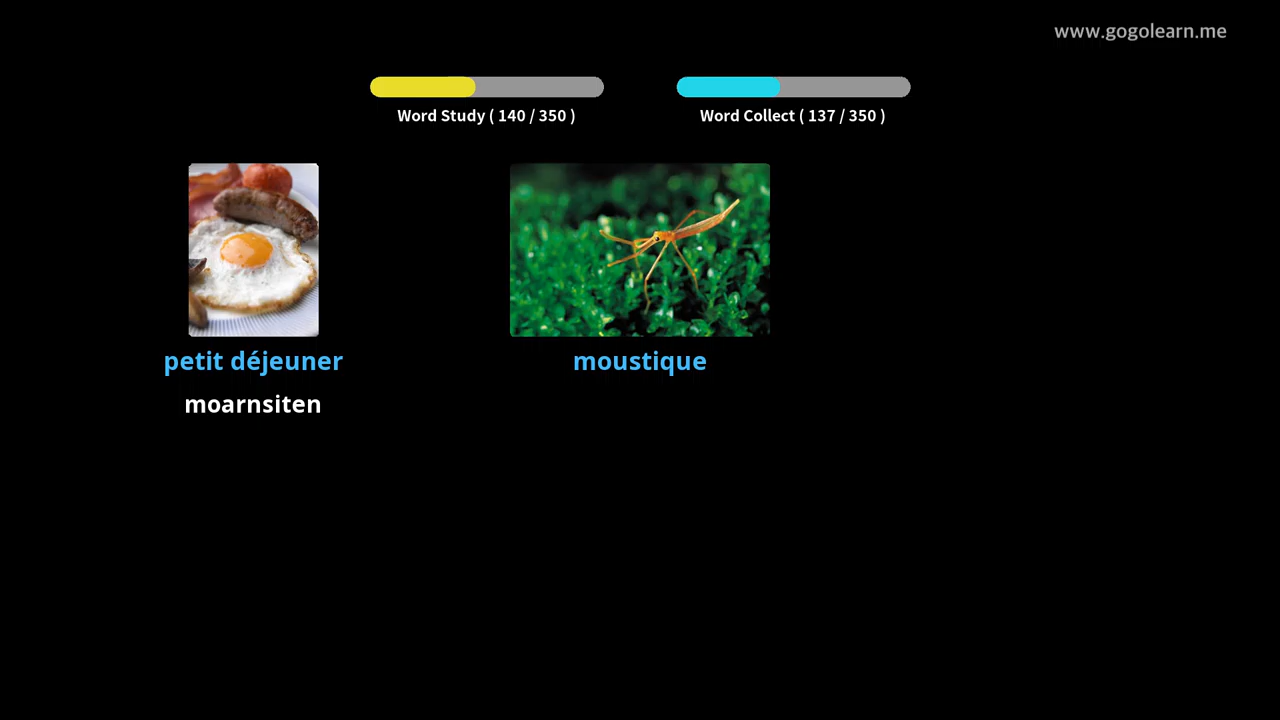 www.gogolearn.me
Word Study ( 140 / 350 )
Word Collect ( 137 / 350 )
petit déjeuner
moustique
moarnsiten